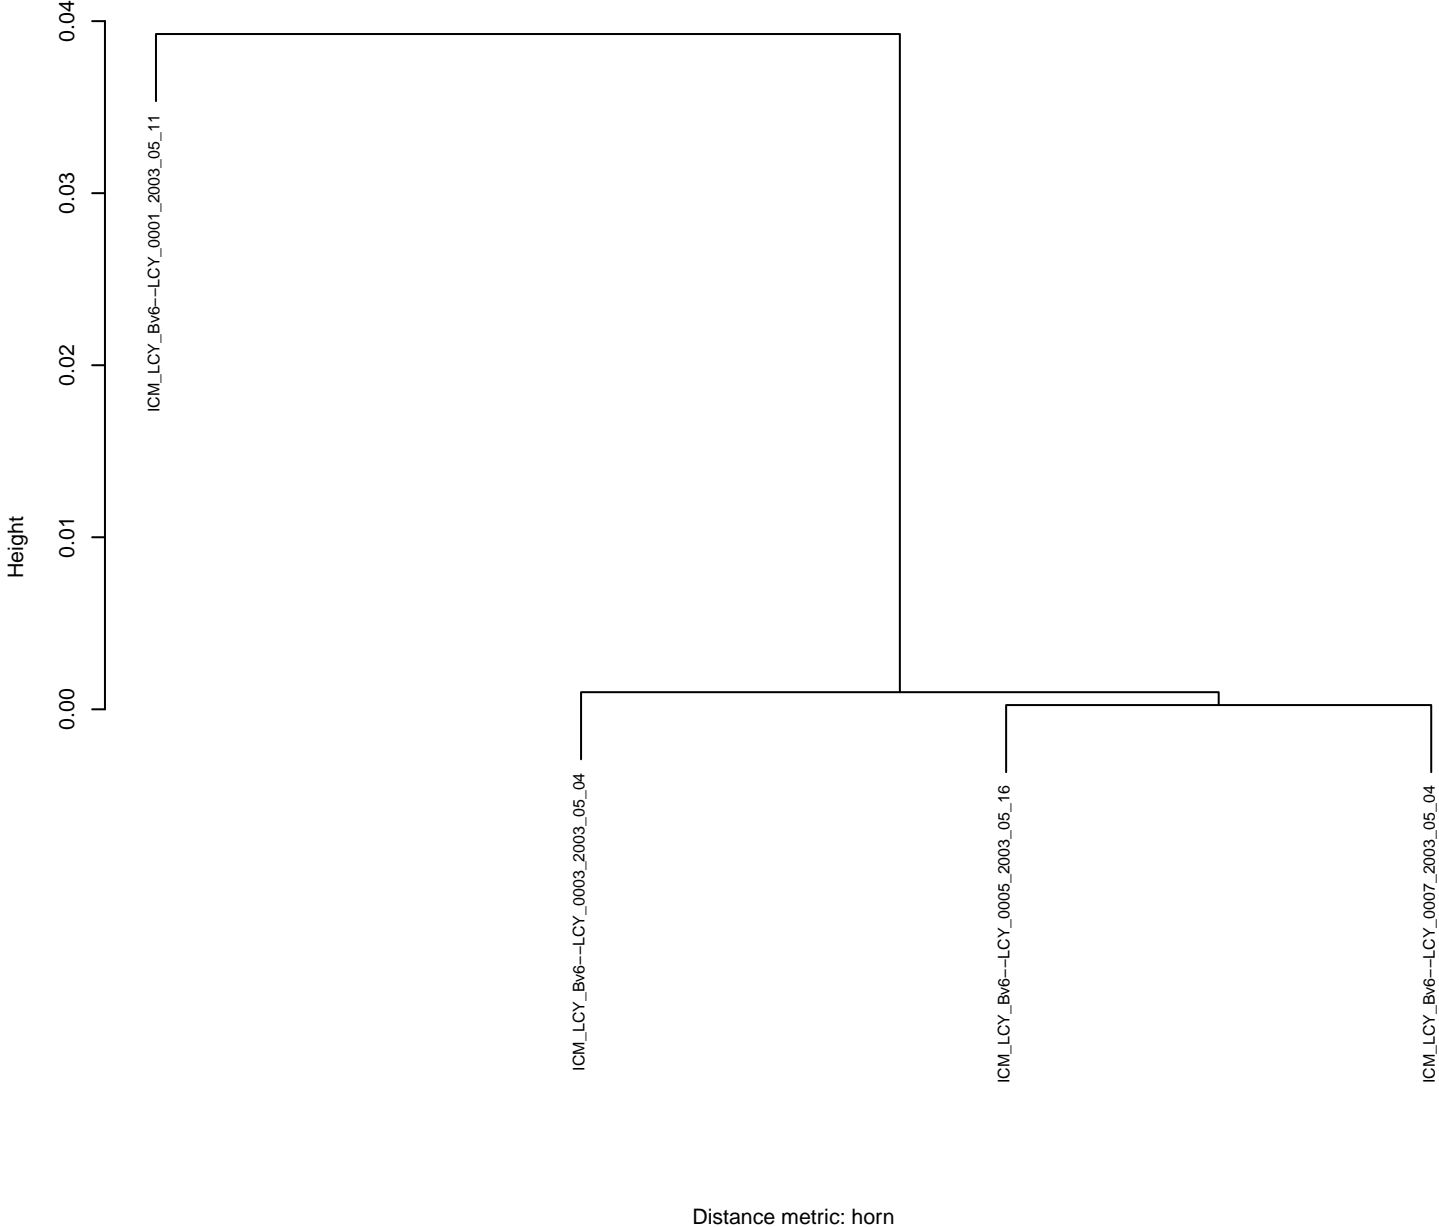 Height
0.04
0.03
0.02
0.01
0.00
ICM_LCY_Bv6--LCY_0001_2003_05_11
ICM_LCY_Bv6--LCY_0003_2003_05_04
ICM_LCY_Bv6--LCY_0005_2003_05_16
ICM_LCY_Bv6--LCY_0007_2003_05_04
Distance metric: horn